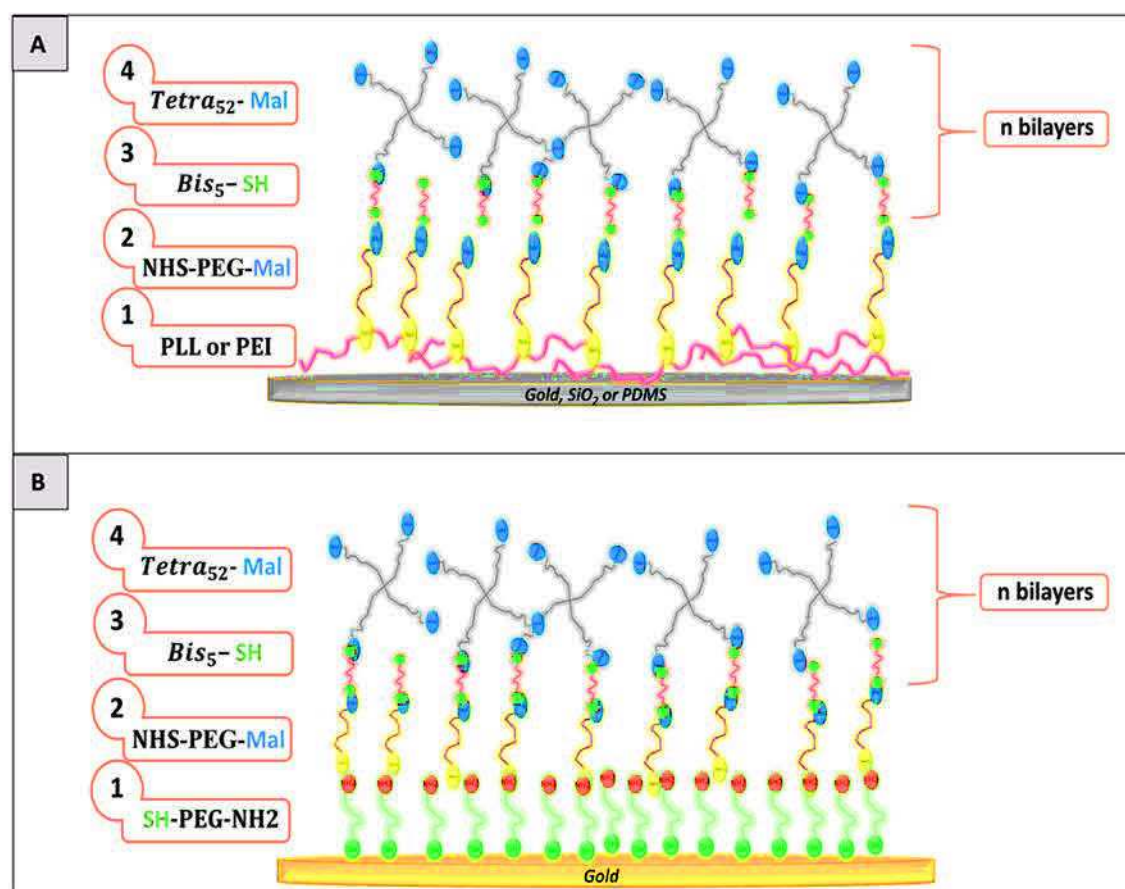 A
4
Tetra₅₂- Mal
3
Bis₅– SH
2
NHS-PEG-Mal
1
PLL or PEI
n bilayers
Gold, SiO₂ or PDMS
B
4
Tetra₅₂- Mal
3
Bis₅– SH
2
NHS-PEG-Mal
1
SH-PEG-NH2
n bilayers
Gold